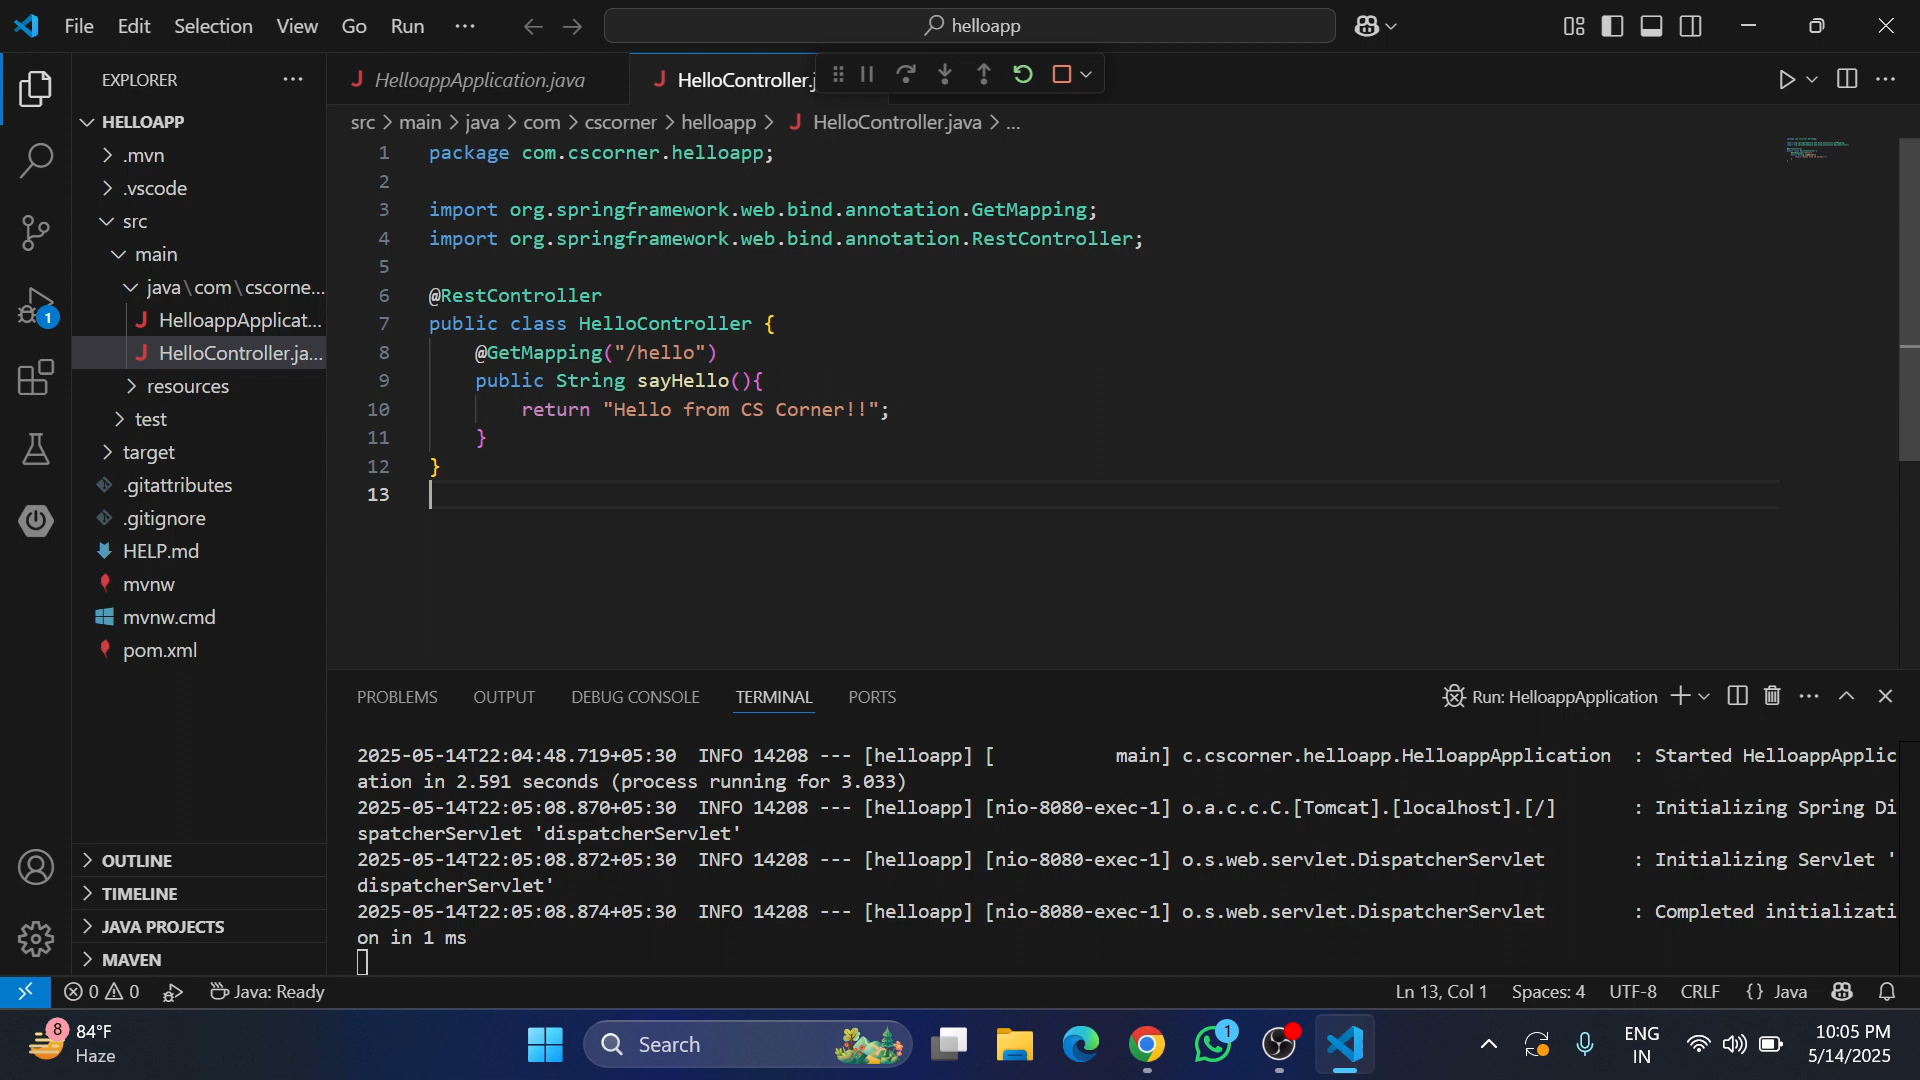 File Edit Selection View Go Run ··· helloapp
EXPLORER
HELLOAPP
.mvn
.vscode
src
main
java\com\cscorne...
HelloappApplicat...
HelloController.ja...
resources
test
target
.gitattributes
.gitignore
HELP.md
mvnw
mvnw.cmd
pom.xml
OUTLINE
TIMELINE
JAVA PROJECTS
MAVEN
1
HelloappApplication.java
HelloController.j
src > main > java > com > cscorner > helloapp > HelloController.java > ...
1 package com.cscorner.helloapp;
2
3 import org.springframework.web.bind.annotation.GetMapping;
4 import org.springframework.web.bind.annotation.RestController;
5
6 @RestController
7 public class HelloController {
8 @GetMapping("/hello")
9 public String sayHello(){
10 return "Hello from CS Corner!!";
11 }
12 }
13
PROBLEMS OUTPUT DEBUG CONSOLE TERMINAL PORTS Run: HelloappApplication
2025-05-14T22:04:48.719+05:30 INFO 14208 --- [helloapp] [ main] c.cscorner.helloapp.HelloappApplication : Started HelloappApplic
ation in 2.591 seconds (process running for 3.033)
2025-05-14T22:05:08.870+05:30 INFO 14208 --- [helloapp] [nio-8080-exec-1] o.a.c.c.C.[Tomcat].[localhost].[/] : Initializing Spring Di
spatcherServlet 'dispatcherServlet'
2025-05-14T22:05:08.872+05:30 INFO 14208 --- [helloapp] [nio-8080-exec-1] o.s.web.servlet.DispatcherServlet : Initializing Servlet '
dispatcherServlet'
2025-05-14T22:05:08.874+05:30 INFO 14208 --- [helloapp] [nio-8080-exec-1] o.s.web.servlet.DispatcherServlet : Completed initializati
on in 1 ms
0 0 Java: Ready Ln 13, Col 1 Spaces: 4 UTF-8 CRLF {} Java
8 84°F
Haze
Search
1
ENG
IN
10:05 PM
5/14/2025